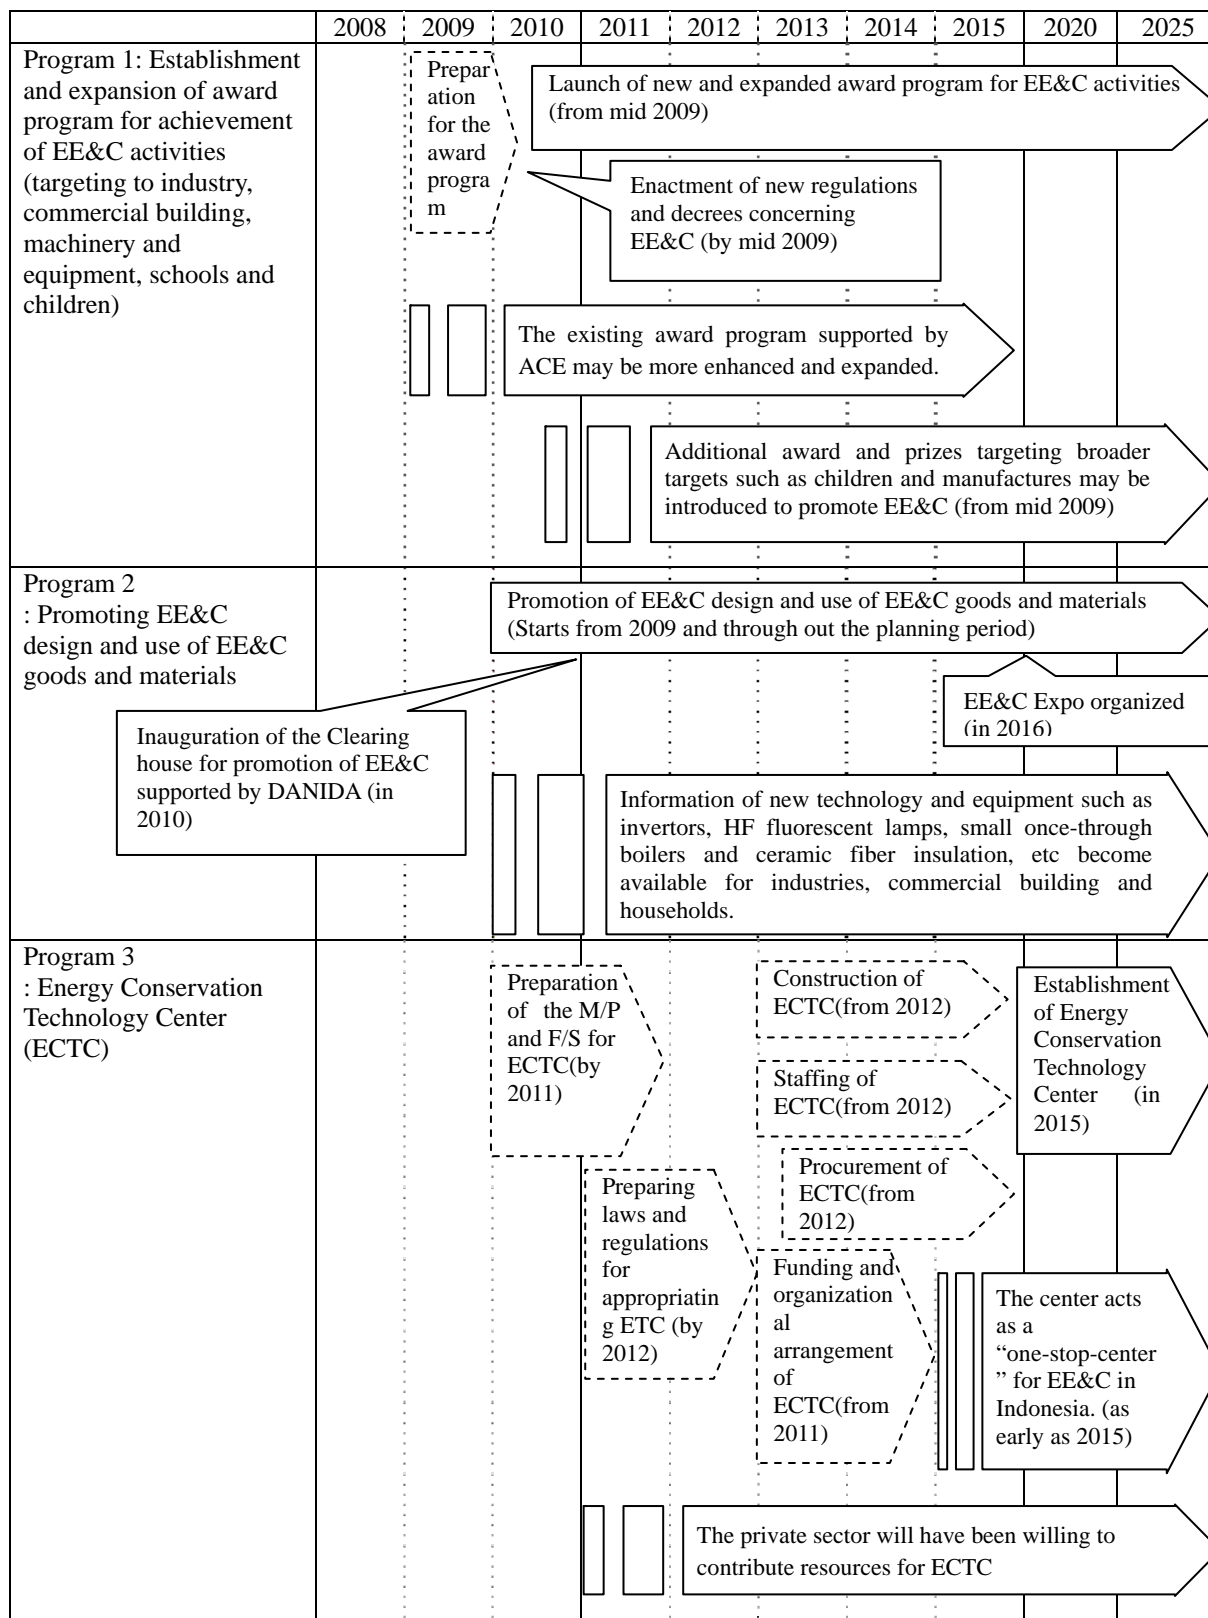 2008 2009 2010 2011 2012 2013 2014 2015 2020 2025
Program 1: Establishment
and expansion of award
program for achievement
of EE&C activities
(targeting to industry,
commercial building,
machinery and
equipment, schools and
children)
Prepar
ation
for the
award
progra
m
Launch of new and expanded award program for EE&C activities
(from mid 2009)
Enactment of new regulations
and decrees concerning
EE&C (by mid 2009)
The existing award program supported by
ACE may be more enhanced and expanded.
Additional award and prizes targeting broader
targets such as children and manufactures may be
introduced to promote EE&C (from mid 2009)
Program 2
: Promoting EE&C
design and use of EE&C
goods and materials
Promotion of EE&C design and use of EE&C goods and materials
(Starts from 2009 and through out the planning period)
EE&C Expo organized
(in 2016)
Inauguration of the Clearing
house for promotion of EE&C
supported by DANIDA (in
2010)
Information of new technology and equipment such as
invertors, HF fluorescent lamps, small once-through
boilers and ceramic fiber insulation, etc become
available for industries, commercial building and
households.
Program 3
: Energy Conservation
Technology Center
(ECTC)
Preparation
of the M/P
and F/S for
ECTC(by
2011)
Construction of
ECTC(from 2012)
Establishment
of Energy
Conservation
Technology
Center (in
2015)
Staffing of
ECTC(from 2012)
Procurement of
ECTC(from
2012)
Preparing
laws and
regulations
for
appropriatin
g ETC (by
2012)
Funding and
organization
al
arrangement
of
ECTC(from
2011)
The center acts
as a
“one-stop-center
” for EE&C in
Indonesia. (as
early as 2015)
The private sector will have been willing to
contribute resources for ECTC